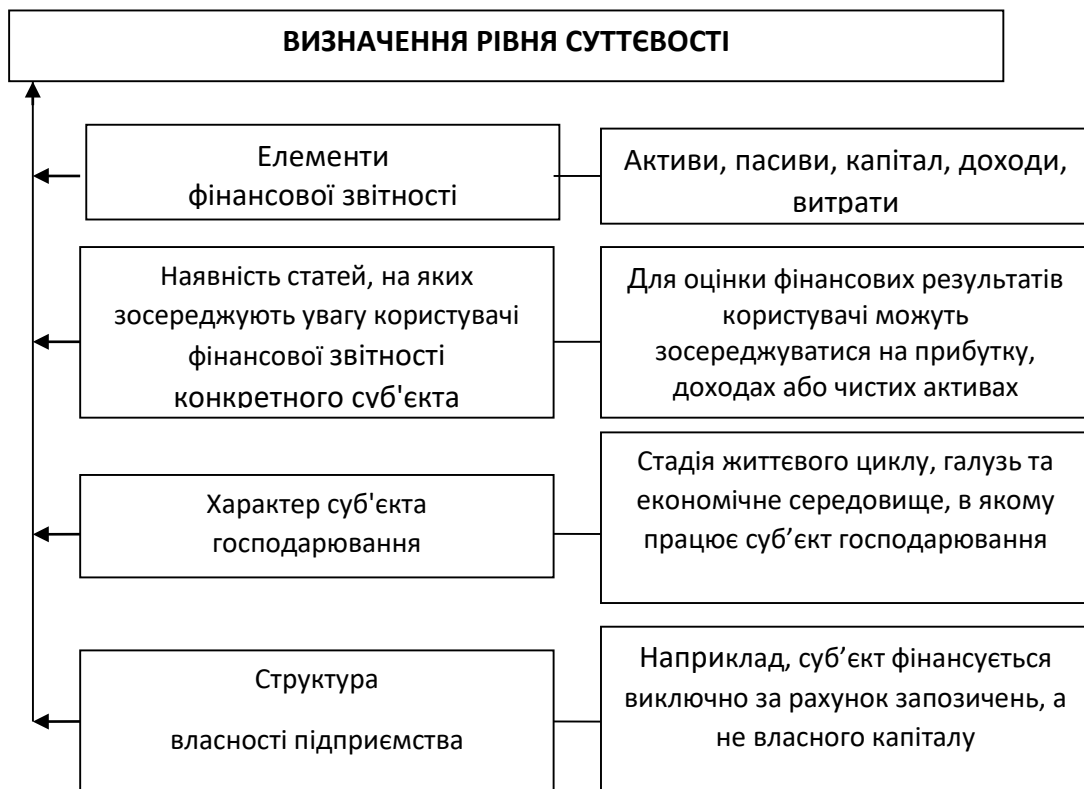 ВИЗНАЧЕННЯ РІВНЯ СУТТЄВОСТІ
Елементи
фінансової звітності
Активи, пасиви, капітал, доходи,
витрати
Наявність статей, на яких
зосереджують увагу користувачі
фінансової звітності
конкретного суб'єкта
Для оцінки фінансових результатів
користувачі можуть
зосереджуватися на прибутку,
доходах або чистих активах
Характер суб'єкта
господарювання
Стадія життєвого циклу, галузь та
економічне середовище, в якому
працює суб’єкт господарювання
Структура
власності підприємства
Наприклад, суб’єкт фінансується
виключно за рахунок запозичень, а
не власного капіталу